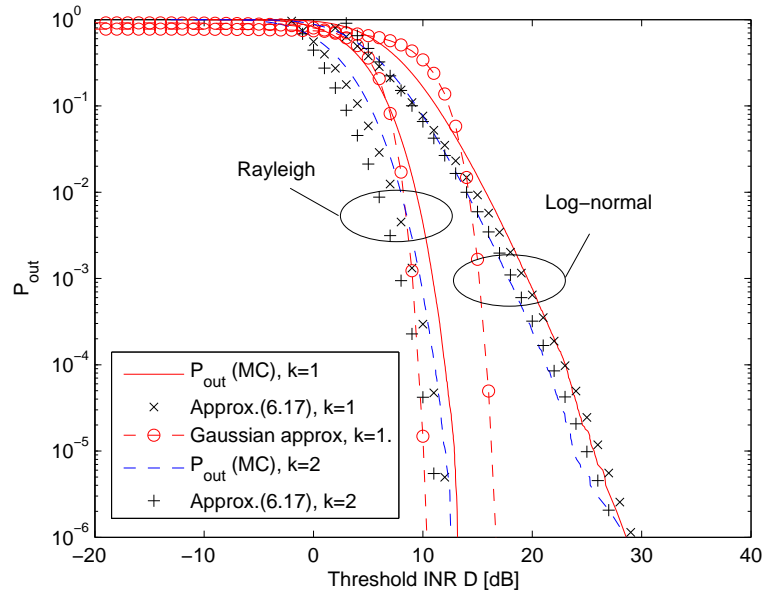 10^0
10^−1
10^−2
10^−3
10^−4
10^−5
10^−6
P_out
Rayleigh
Log−normal
P_out (MC), k=1
Approx.(6.17), k=1
Gaussian approx, k=1.
P_out (MC), k=2
Approx.(6.17), k=2
−20 −10 0 10 20 30 40
Threshold INR D [dB]